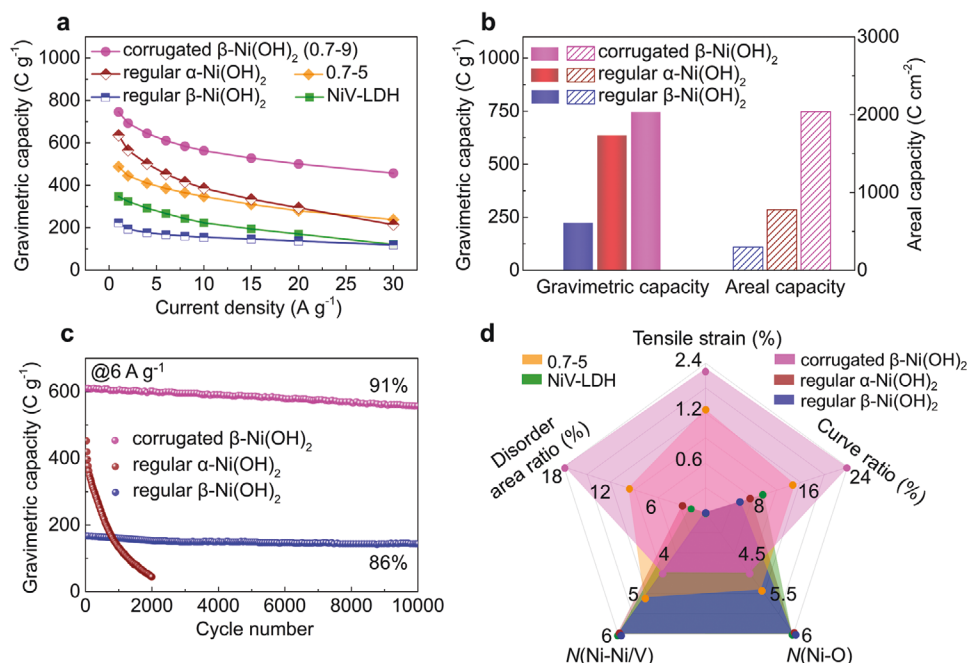 a
corrugated β-Ni(OH)₂ (0.7-9)
regular α-Ni(OH)₂
0.7-5
regular β-Ni(OH)₂
NiV-LDH
Gravimetric capacity (C g⁻¹)
1000
800
600
400
200
0
0 5 10 15 20 25 30
Current density (A g⁻¹)
b
corrugated β-Ni(OH)₂
regular α-Ni(OH)₂
regular β-Ni(OH)₂
Gravimetric capacity (C g⁻¹)
1000
750
500
250
0
Gravimetric capacity
Areal capacity
3000
2000
1000
0
Areal capacity (C cm⁻²)
c
@6 A g⁻¹
91%
corrugated β-Ni(OH)₂
regular α-Ni(OH)₂
regular β-Ni(OH)₂
86%
Gravimetric capacity (C g⁻¹)
600
400
200
0
0 2000 4000 6000 8000 10000
Cycle number
d
Tensile strain (%)
0.7-5
NiV-LDH
corrugated β-Ni(OH)₂
regular α-Ni(OH)₂
regular β-Ni(OH)₂
2.4
1.2
0.6
Disorder
area ratio (%)
18
12
6
Curve ratio (%)
24
16
8
4
5
6
N(Ni-Ni/V)
4.5
5.5
6
N(Ni-O)